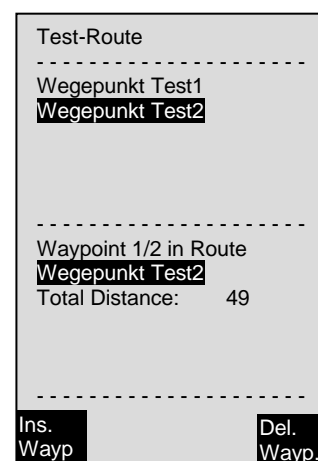 Test-Route
- - - - - - - - - - - - - - - - - - - - -
Wegepunkt Test1
Wegepunkt Test2
- - - - - - - - - - - - - - - - - - - - -
Waypoint 1/2 in Route
Wegepunkt Test2
Total Distance: 49
- - - - - - - - - - - - - - - - - - - - -
Ins. Del.
Wayp Wayp.